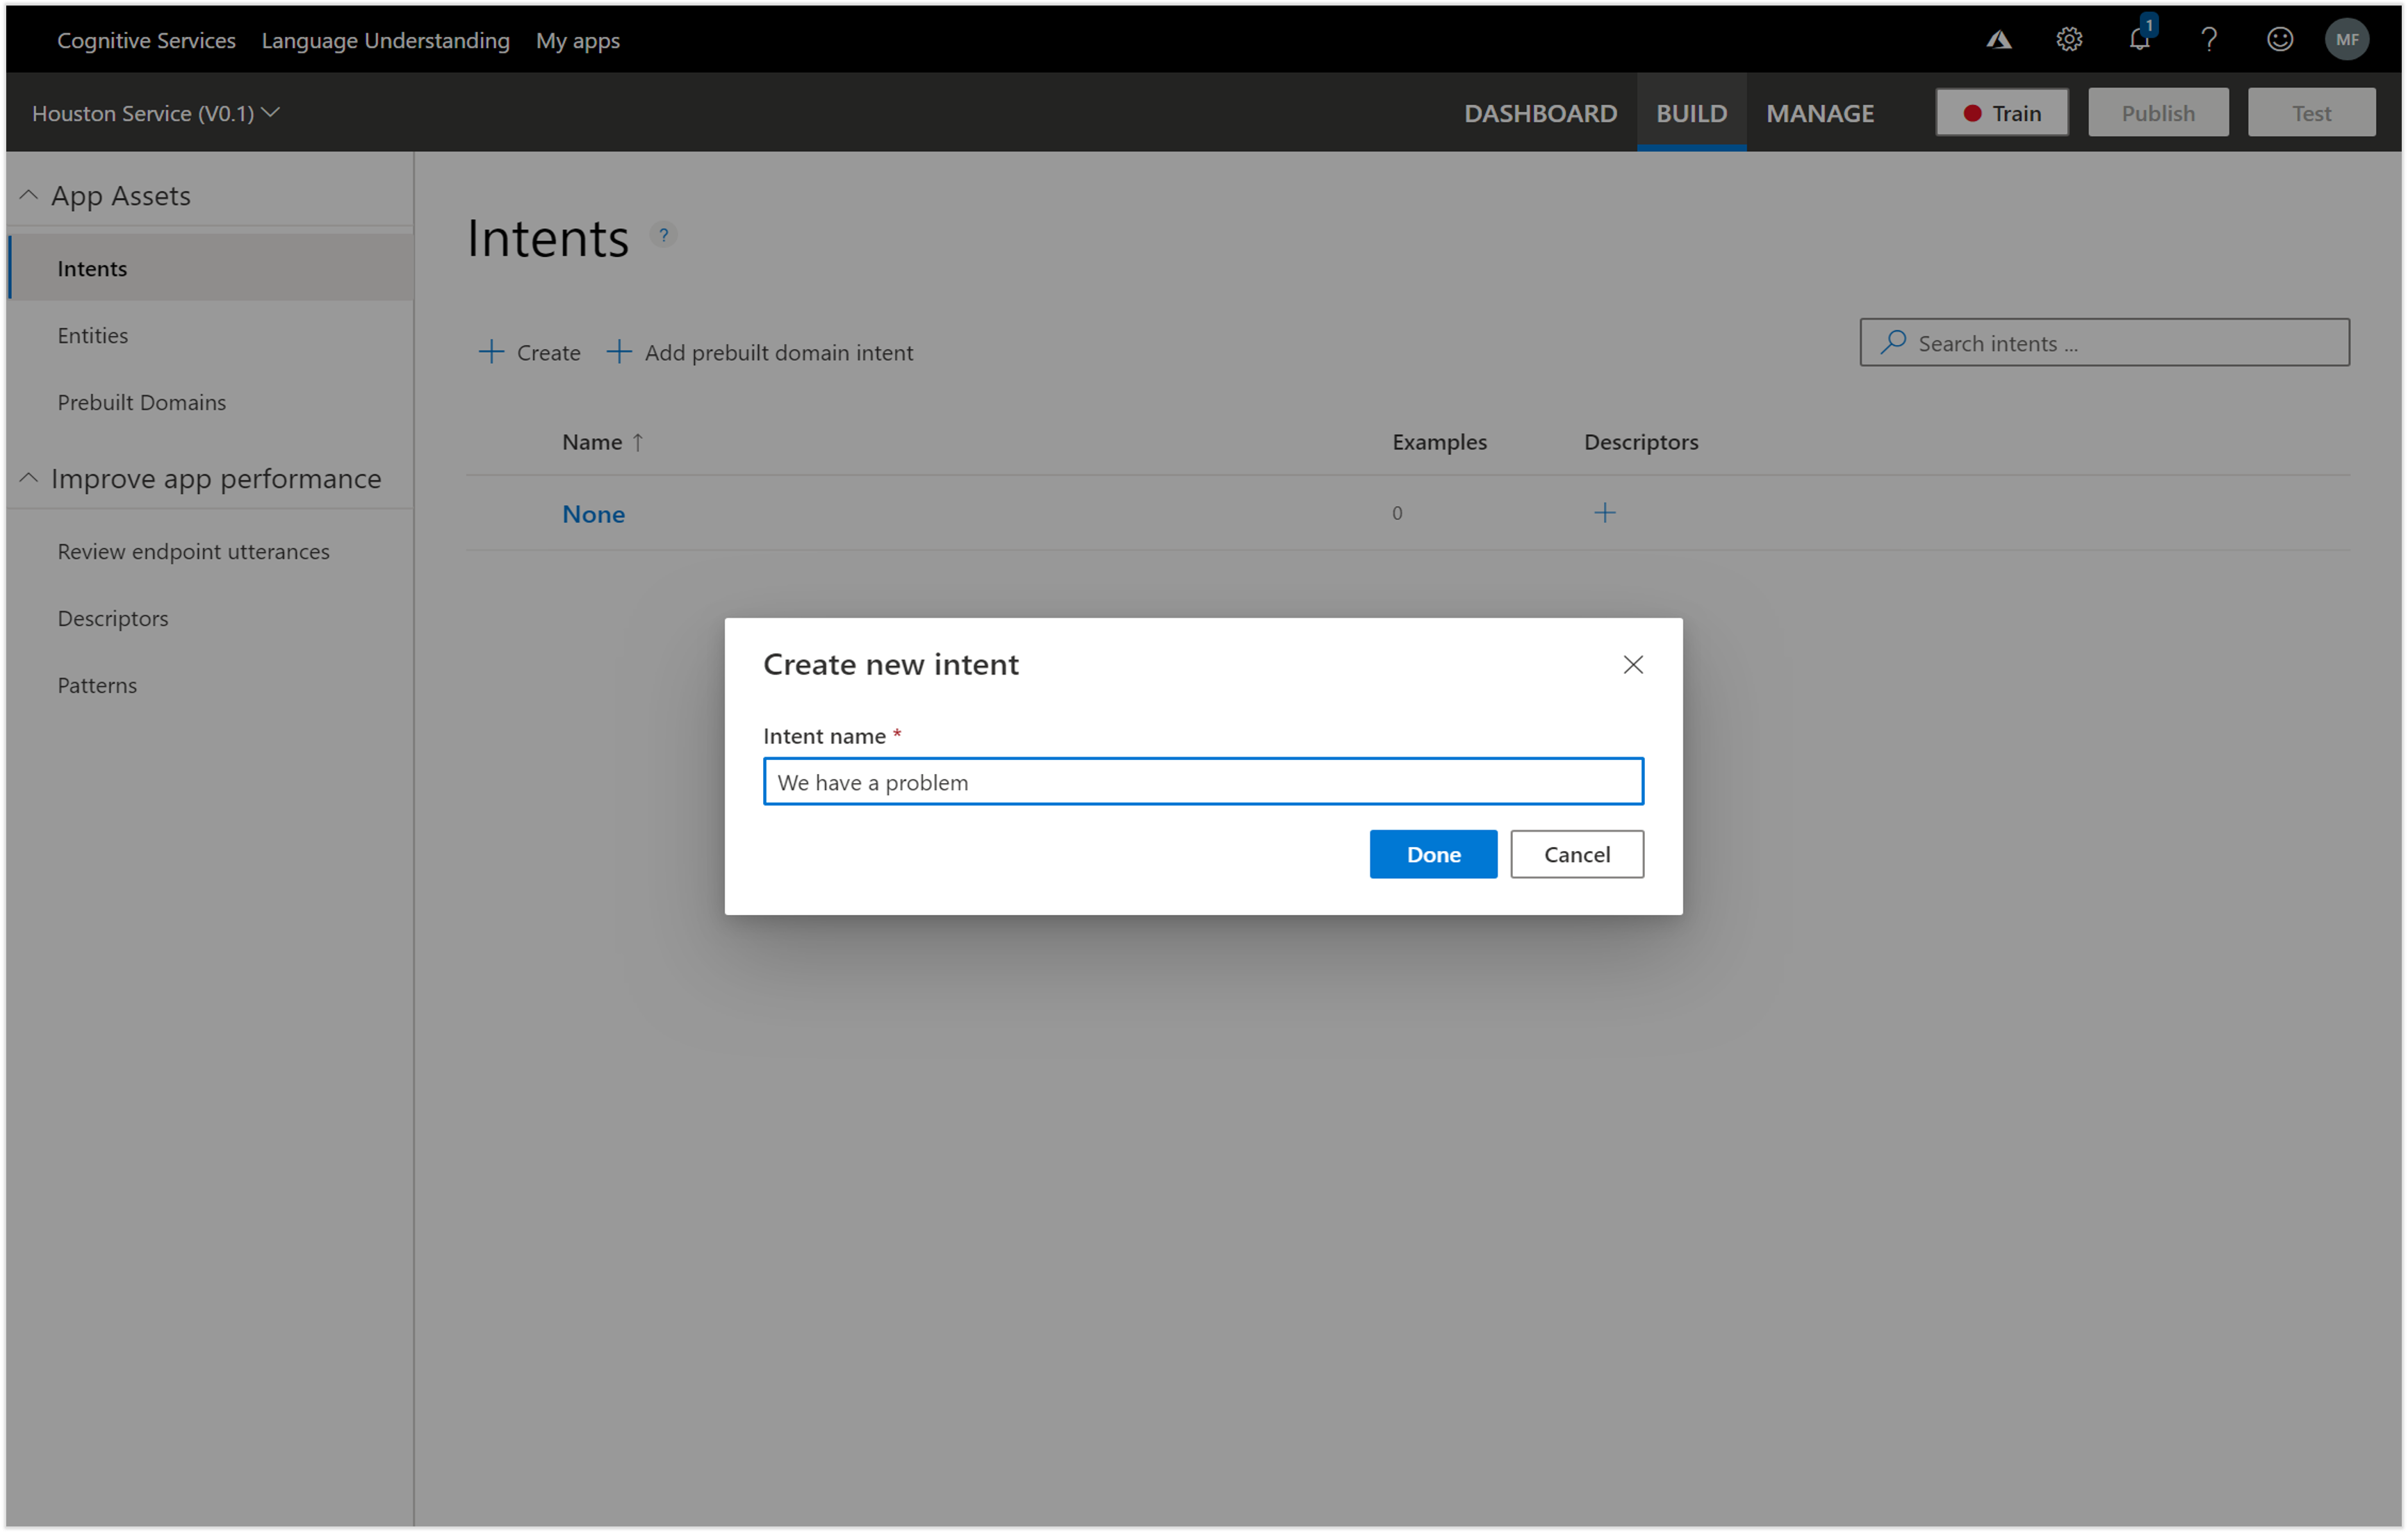 Cognitive Services Language Understanding My apps 1 MF
Houston Service (V0.1) DASHBOARD BUILD MANAGE Train Publish Test
App Assets
Intents
Entities
Prebuilt Domains
Improve app performance
Review endpoint utterances
Descriptors
Patterns
Intents ?
+ Create + Add prebuilt domain intent Search intents ...
Name ↑ Examples Descriptors
None 0 +
Create new intent
Intent name *
We have a problem
Done Cancel